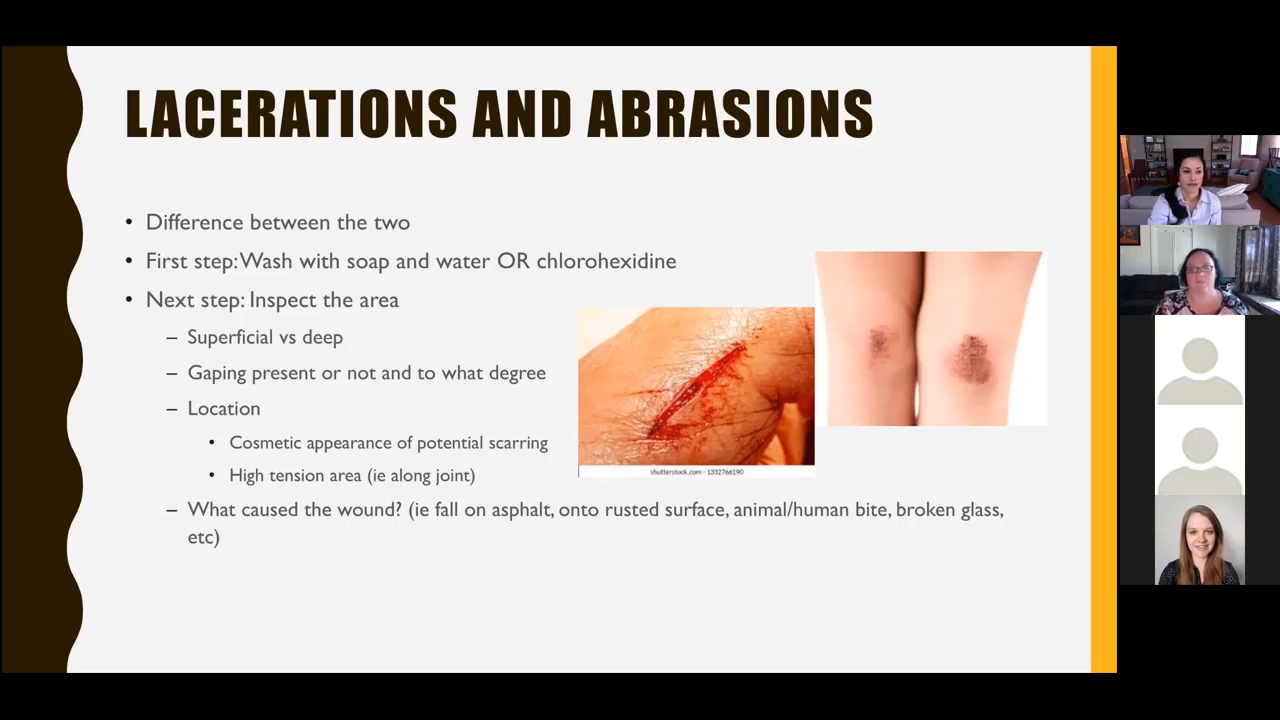 LACERATIONS AND ABRASIONS
• Difference between the two
• First step: Wash with soap and water OR chlorohexidine
• Next step: Inspect the area
– Superficial vs deep
– Gaping present or not and to what degree
– Location
• Cosmetic appearance of potential scarring
• High tension area (ie along joint)
– What caused the wound? (ie fall on asphalt, onto rusted surface, animal/human bite, broken glass,
etc)
shutterstock.com · 1332766190